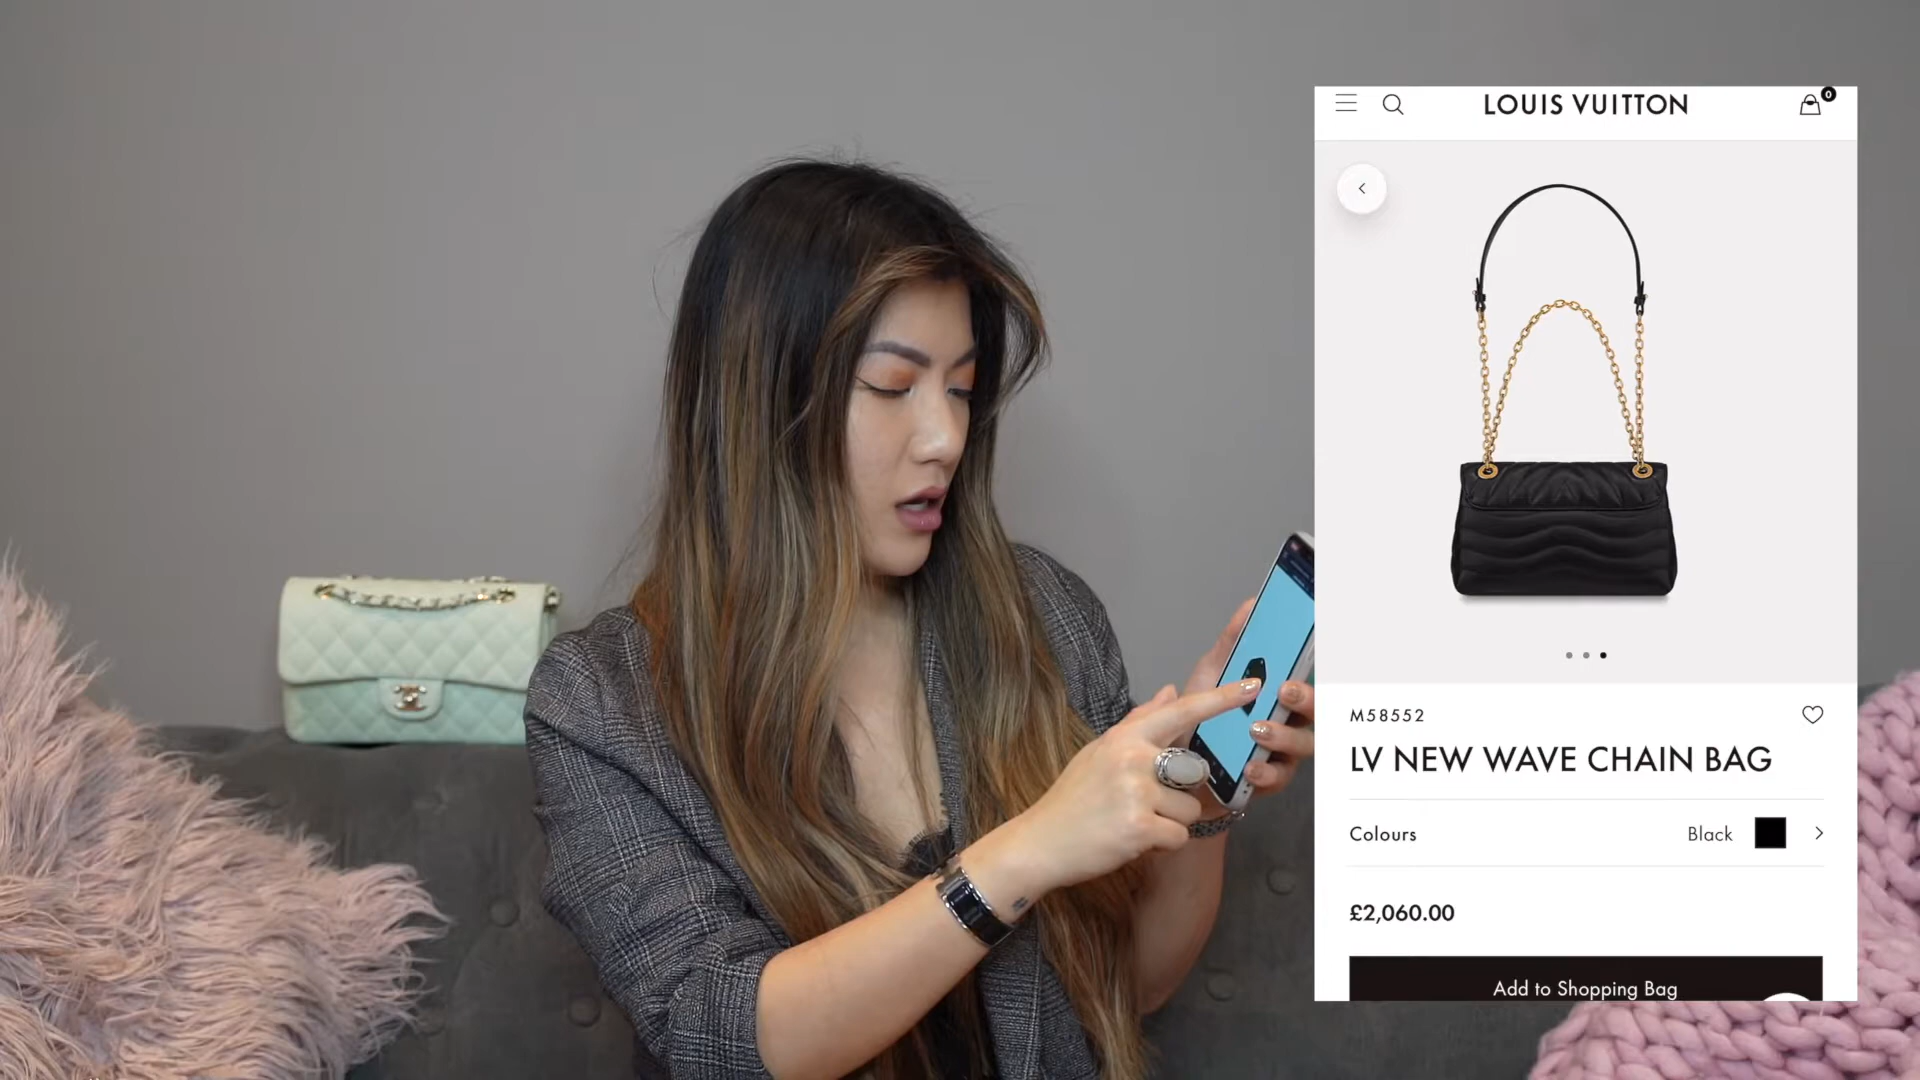 LOUIS VUITTON
0
M58552
LV NEW WAVE CHAIN BAG
Colours
Black
£2,060.00
Add to Shopping Bag